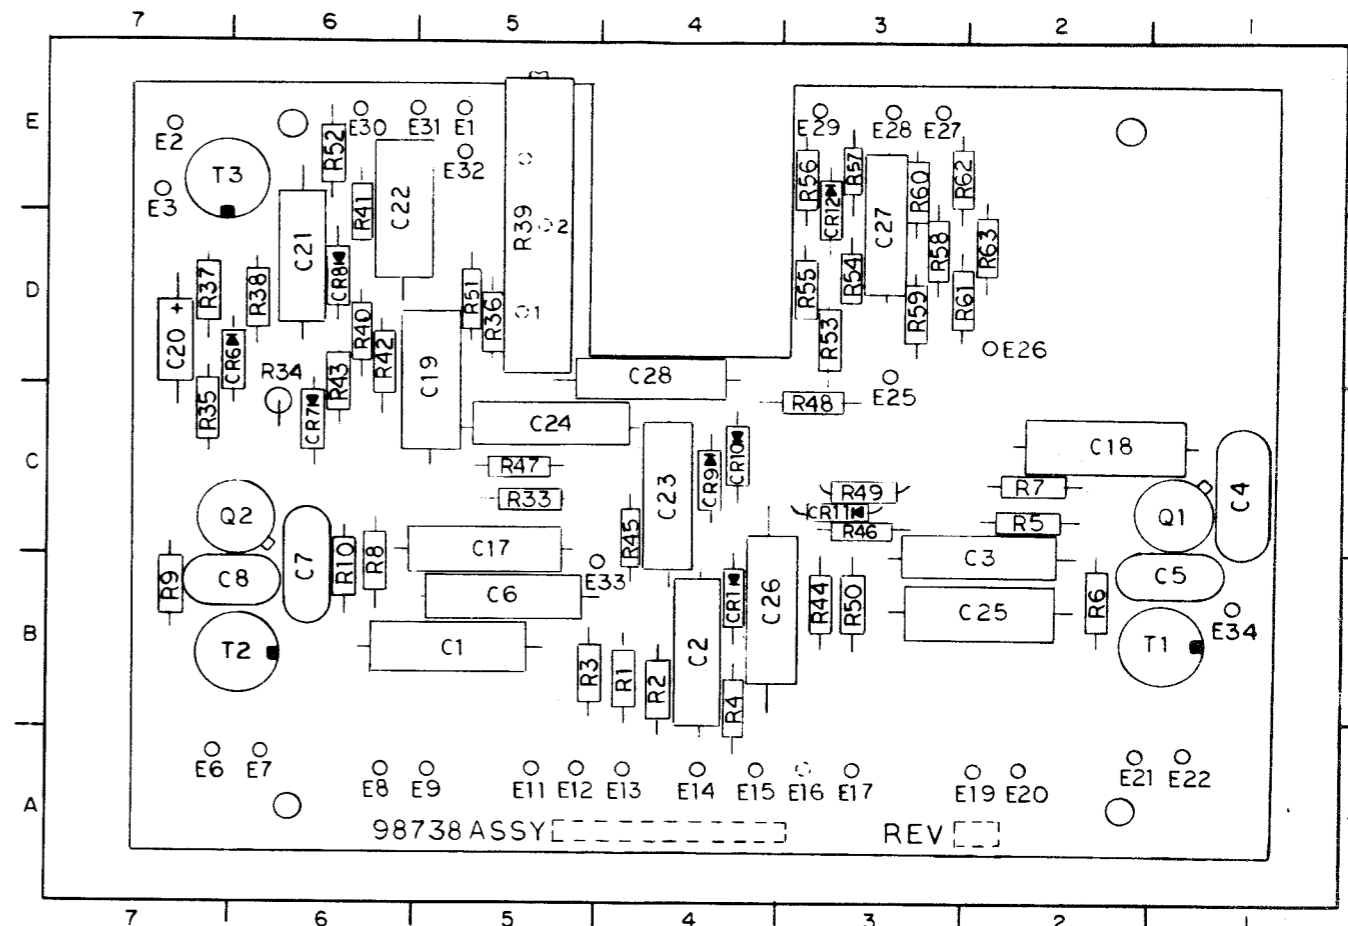 7 6 5 4 3 2 1
E
E2
E30 E31 E1
E29 E28 E27
R52
E32
T3
E3
R41
C22
R56
CR12
R57
C27
R60
R62
C21
R39
2
R58
R63
R37
R38
CR8
R51
R36
R55
R54
D
C20 +
R40
1
R59
R61
CR6
R42
C19
R53
E26
R34
R43
C28
E25
R35
CR7
R48
C24
C
R47
CR9
CR10
C18
C4
R33
C23
R49
R7
Q2
CR11
R5
Q1
R45
R46
C7
R10
R8
C17
C3
R9
C8
E33
C6
CR1
C26
R44
R50
C25
R6
C5
E34
B
T2
C1
R3
R1
R2
C2
R4
T1
E6 E7 E8 E9 E11 E12 E13 E14 E15 E16 E17 E19 E20 E21 E22
A
98738 ASSY REV
7 6 5 4 3 2 1